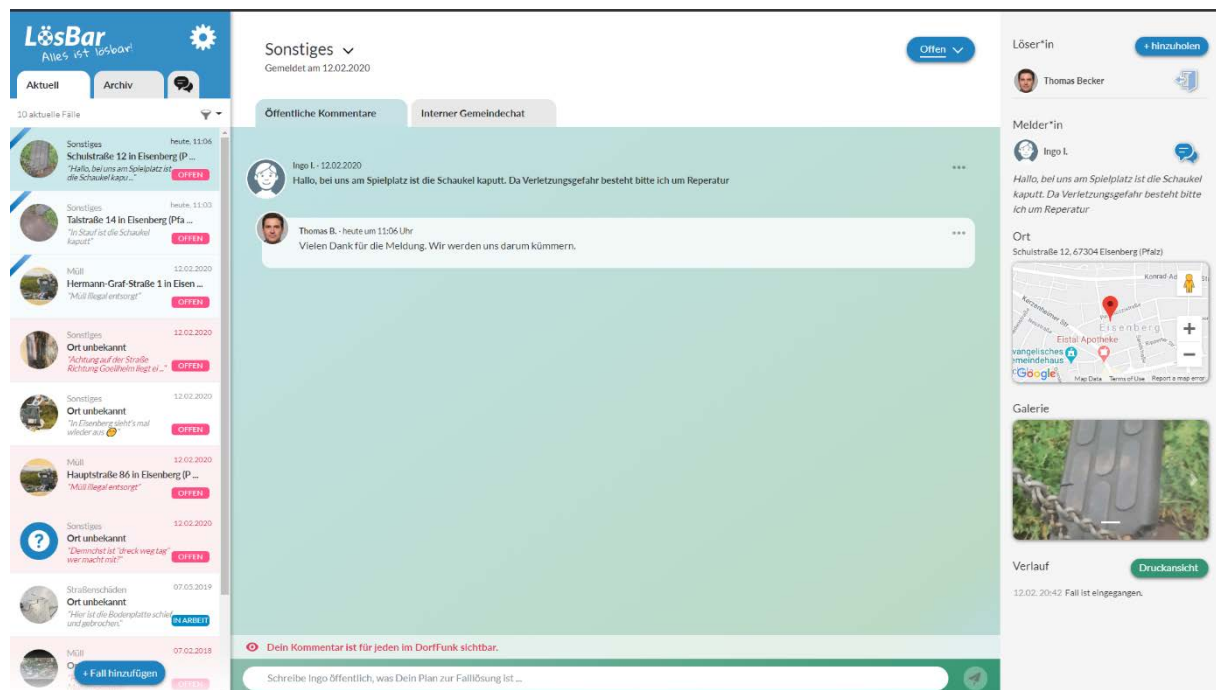 LösBar
Alles ist lösbar!
Aktuell
Archiv
10 aktuelle Fälle
Sonstiges
heute, 11:06
Schulstraße 12 in Eisenberg (P ...
"Hallo, bei uns am Spielplatz ist
die Schaukel kapu..."
OFFEN
Sonstiges
heute, 11:03
Talstraße 14 in Eisenberg (Pfa ...
"In Stauf ist die Schaukel
kaputt"
OFFEN
Müll
12.02.2020
Hermann-Graf-Straße 1 in Eisen ...
"Müll illegal entsorgt"
OFFEN
Sonstiges
12.02.2020
Ort unbekannt
"Achtung auf der Straße
Richtung Goellheim liegt ei ..."
OFFEN
Sonstiges
12.02.2020
Ort unbekannt
"In Eisenberg sieht's mal
wieder aus
OFFEN
Müll
12.02.2020
Hauptstraße 86 in Eisenberg (P ...
"Müll illegal entsorgt"
OFFEN
Sonstiges
12.02.2020
Ort unbekannt
"Demnchst ist "dreck weg tag"
wer macht mit?"
OFFEN
Straßenschäden
07.05.2019
Ort unbekannt
"Hier ist die Bodenplatte schief
und gebrochen."
IN ARBEIT
Müll
07.02.2018
+ Fall hinzufügen
OFFEN
Sonstiges
Gemeldet am 12.02.2020
Offen
Öffentliche Kommentare
Interner Gemeindechat
Ingo I. - 12.02.2020
Hallo, bei uns am Spielplatz ist die Schaukel kaputt. Da Verletzungsgefahr besteht bitte ich um Reperatur
Thomas B. - heute um 11:06 Uhr
Vielen Dank für die Meldung. Wir werden uns darum kümmern.
Dein Kommentar ist für jeden im DorfFunk sichtbar.
Schreibe Ingo öffentlich, was Dein Plan zur Falllösung ist ...
Löser*in
+ hinzuholen
Thomas Becker
Melder*in
Ingo I.
Hallo, bei uns am Spielplatz ist die Schaukel
kaputt. Da Verletzungsgefahr besteht bitte
ich um Reperatur
Ort
Schulstraße 12, 67304 Eisenberg (Pfalz)
Konrad-Ad
Kerzenheimer Str
Eisenberg
Eistal Apotheke
vangelisches
emeindehaus
Google
Map Data
Terms of Use
Report a map error
Galerie
Verlauf
Druckansicht
12.02. 20:42 Fall ist eingegangen.